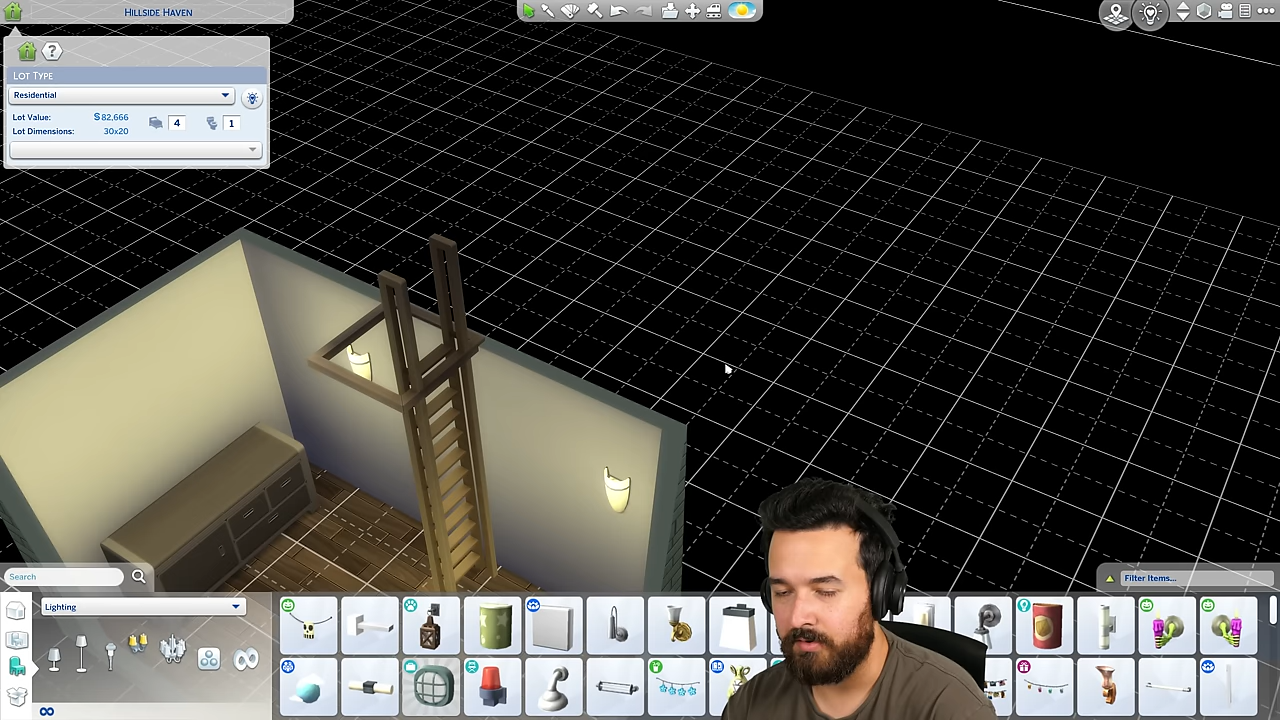 Hillside Haven
?
Lot Type
Residential
Lot Value: §82,666 4 1
Lot Dimensions: 30x20
Search
Filter Items...
Lighting